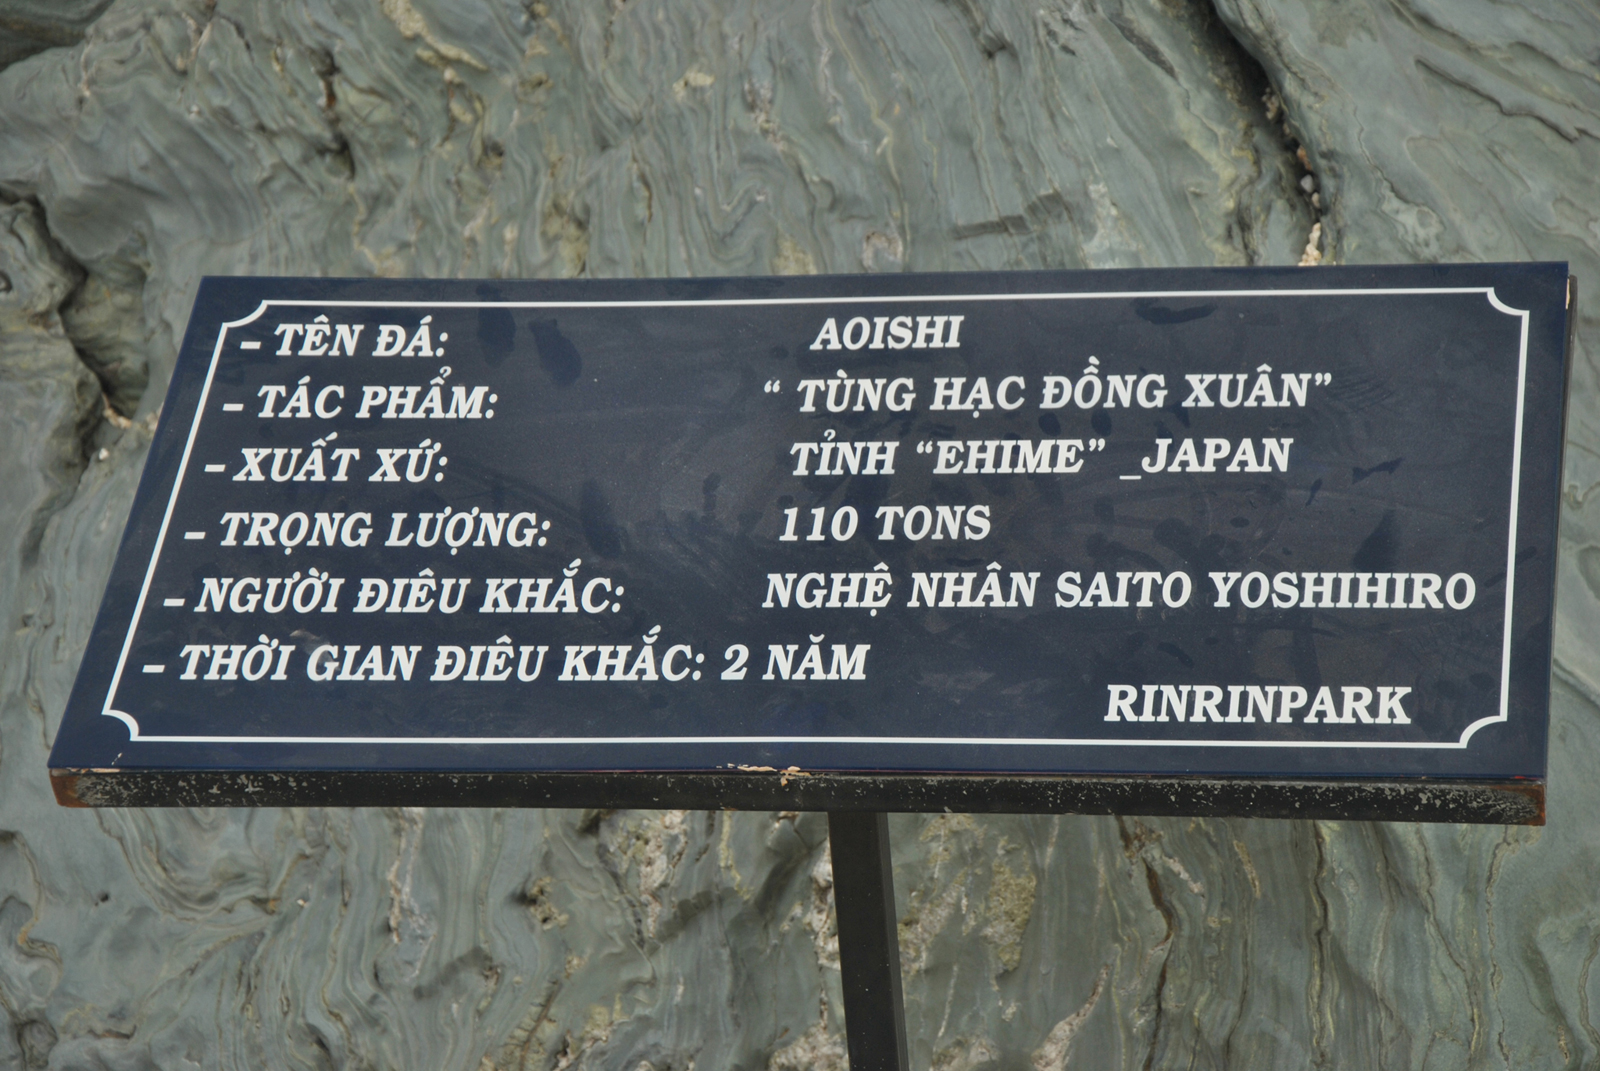 – TÊN ĐÁ: AOISHI
– TÁC PHẨM: “ TÙNG HẠC ĐỒNG XUÂN”
– XUẤT XỨ: TỈNH “EHIME” _JAPAN
– TRỌNG LƯỢNG: 110 TONS
– NGƯỜI ĐIÊU KHẮC: NGHỆ NHÂN SAITO YOSHIHIRO
– THỜI GIAN ĐIÊU KHẮC: 2 NĂM
RINRINPARK